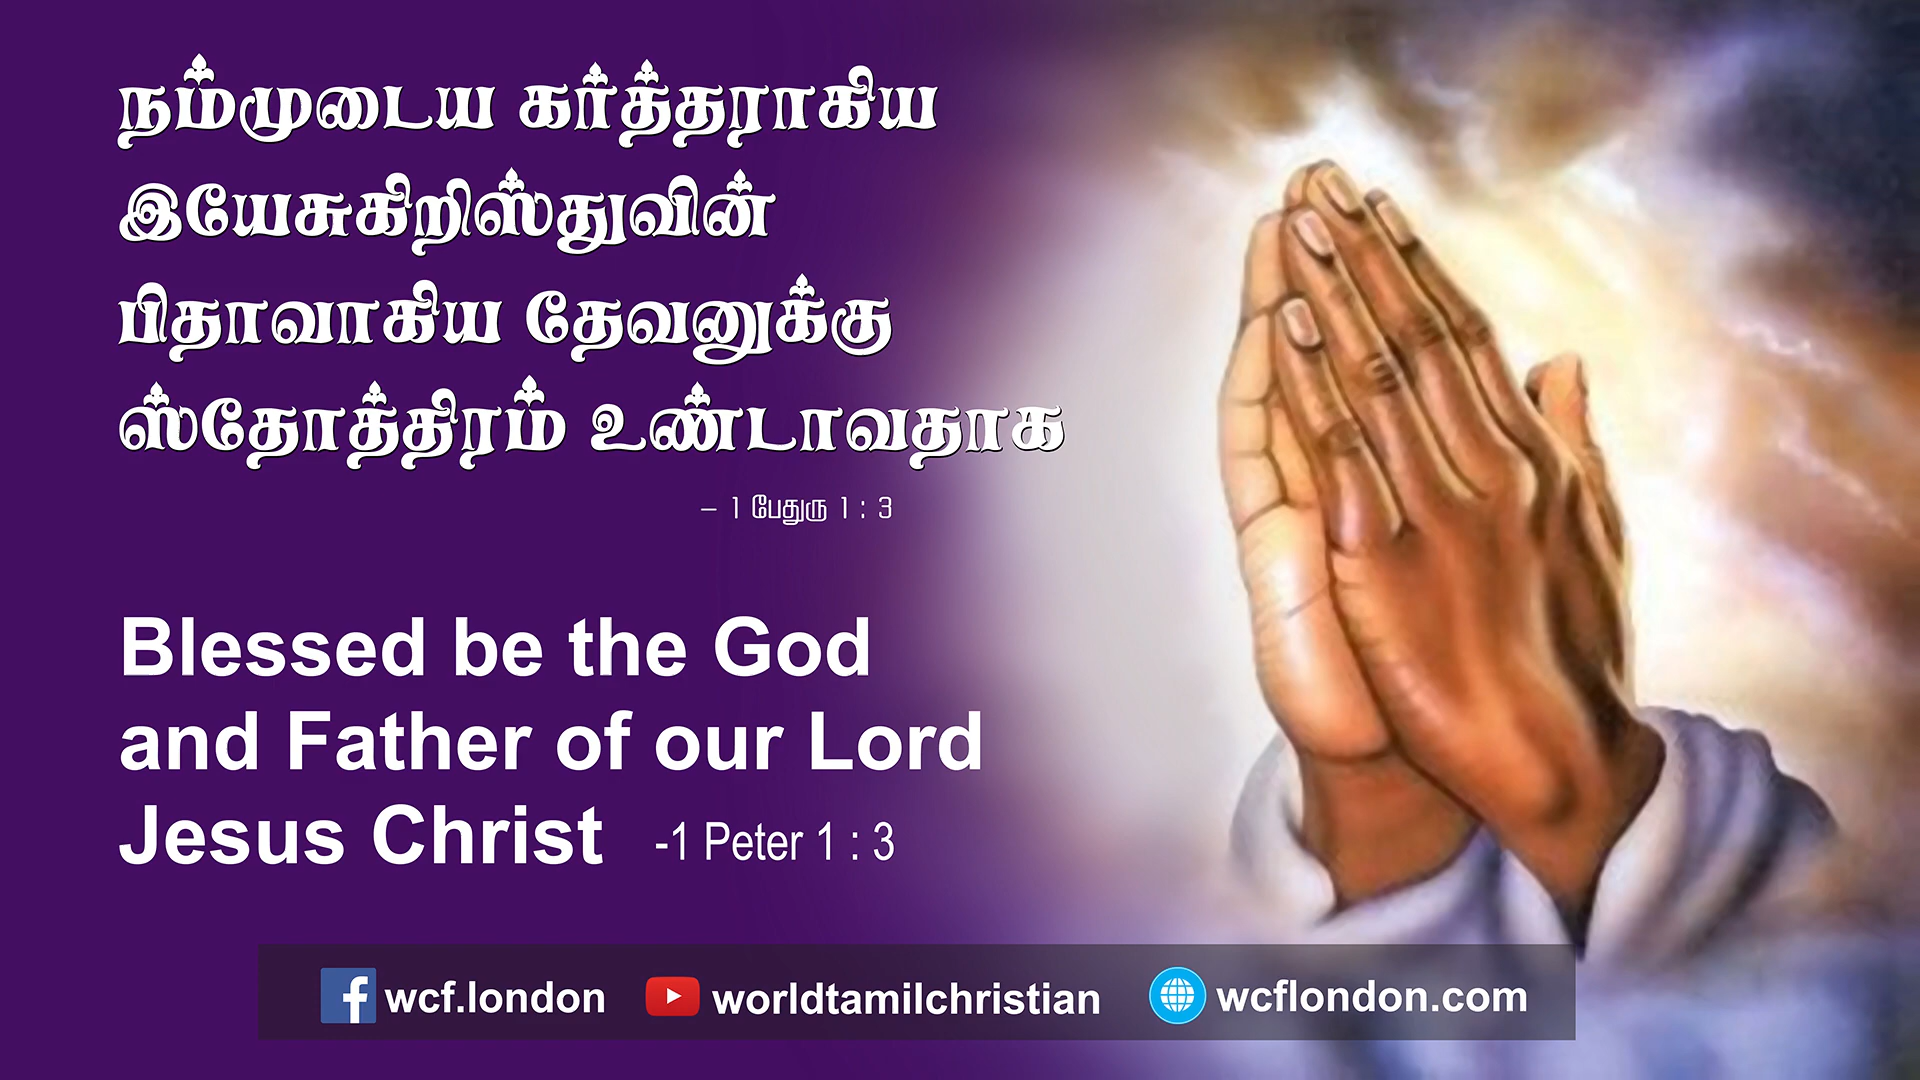 நம்முடைய கர்த்தராகிய
இயேசுகிறிஸ்துவின்
பிதாவாகிய தேவனுக்கு
ஸ்தோத்திரம் உண்டாவதாக
– 1 பேதுரு 1 : 3
Blessed be the God
and Father of our Lord
Jesus Christ -1 Peter 1 : 3
wcf.london worldtamilchristian wcflondon.com